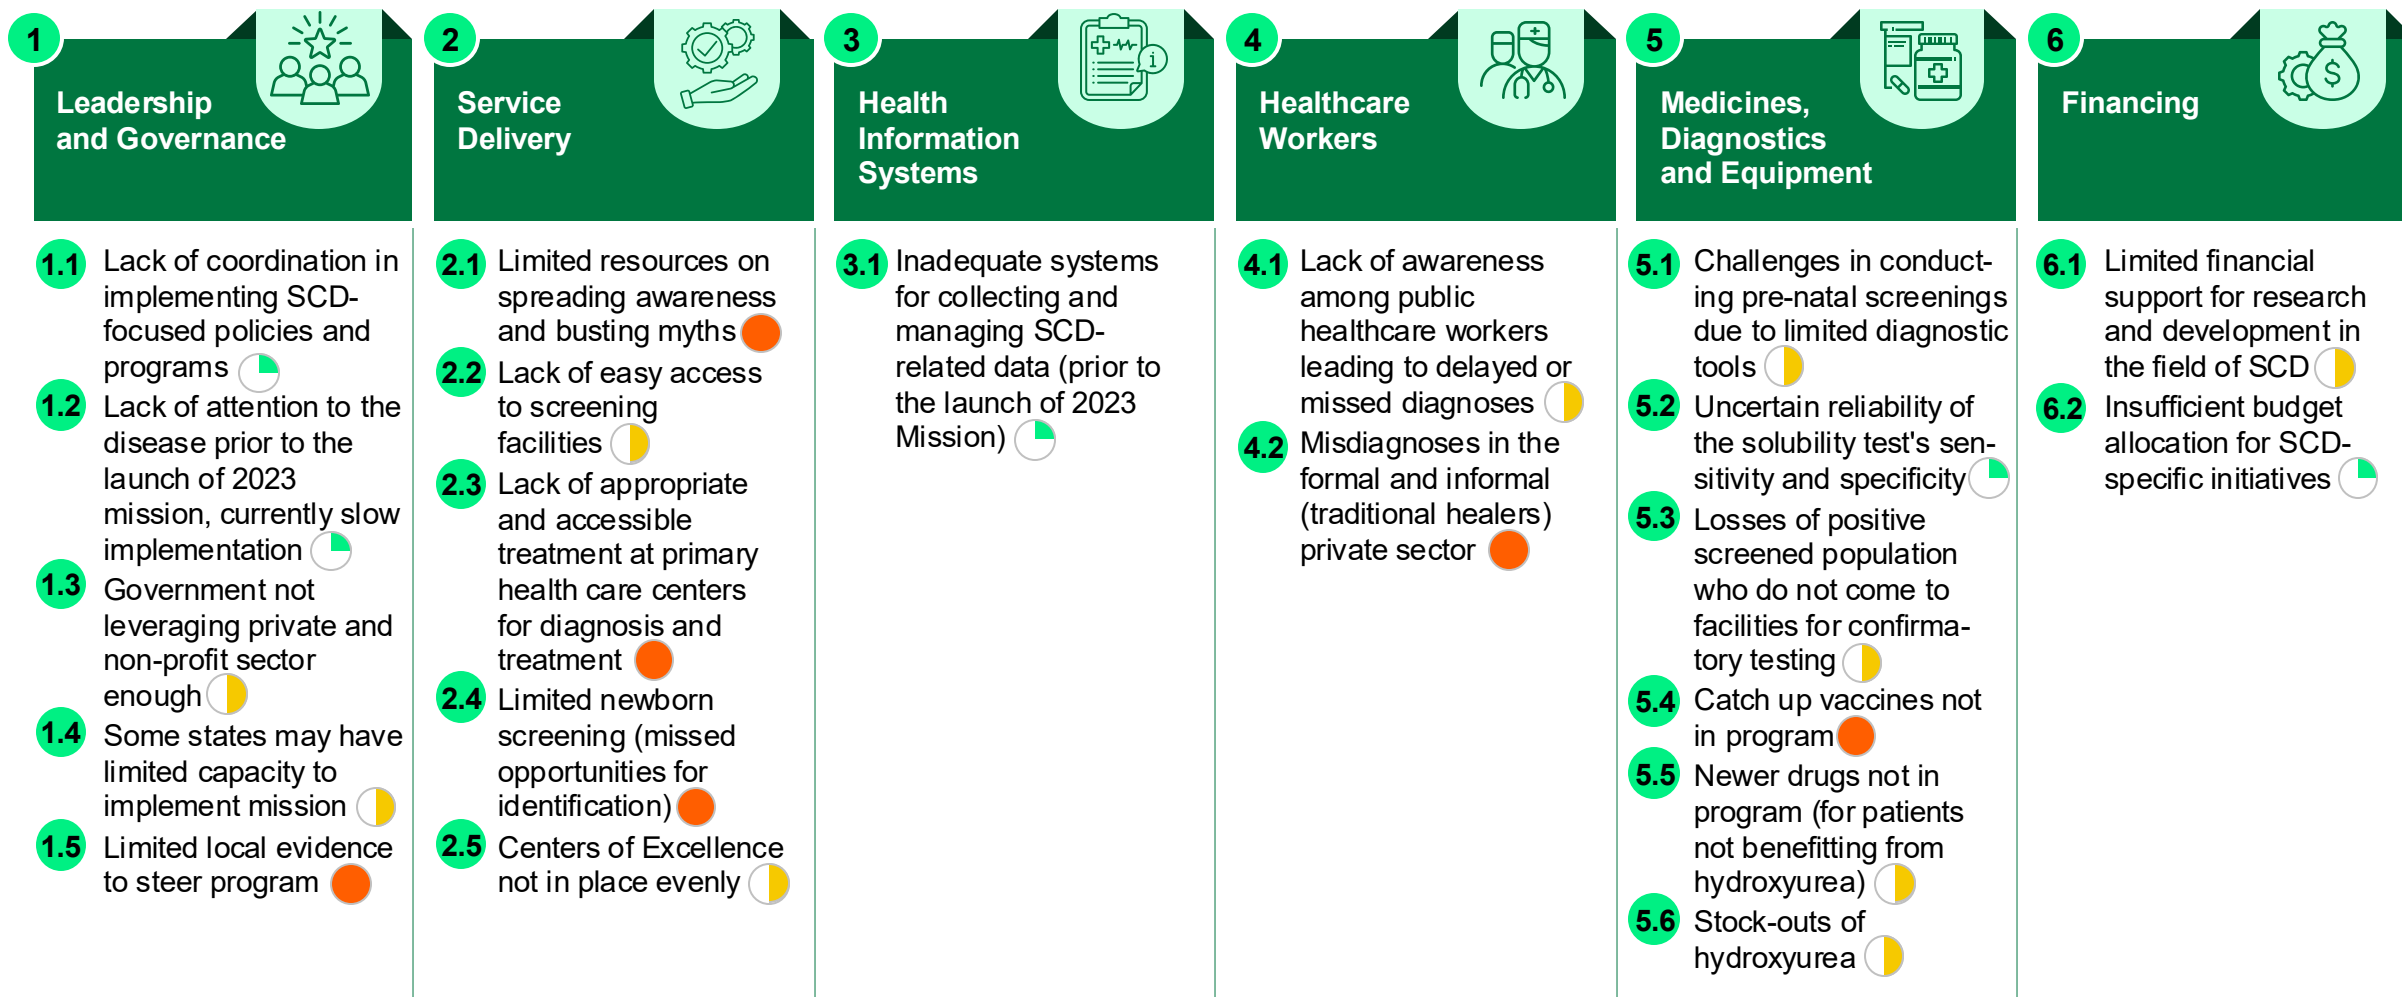 1
Leadership
and Governance
1.1 Lack of coordination in
implementing SCD-
focused policies and
programs
1.2 Lack of attention to the
disease prior to the
launch of 2023
mission, currently slow
implementation
1.3 Government not
leveraging private and
non-profit sector
enough
1.4 Some states may have
limited capacity to
implement mission
1.5 Limited local evidence
to steer program
2
Service
Delivery
2.1 Limited resources on
spreading awareness
and busting myths
2.2 Lack of easy access
to screening
facilities
2.3 Lack of appropriate
and accessible
treatment at primary
health care centers
for diagnosis and
treatment
2.4 Limited newborn
screening (missed
opportunities for
identification)
2.5 Centers of Excellence
not in place evenly
3
Health
Information
Systems
3.1 Inadequate systems
for collecting and
managing SCD-
related data (prior to
the launch of 2023
Mission)
4
Healthcare
Workers
4.1 Lack of awareness
among public
healthcare workers
leading to delayed or
missed diagnoses
4.2 Misdiagnoses in the
formal and informal
(traditional healers)
private sector
5
Medicines,
Diagnostics
and Equipment
5.1 Challenges in conduct-
ing pre-natal screenings
due to limited diagnostic
tools
5.2 Uncertain reliability of
the solubility test's sen-
sitivity and specificity
5.3 Losses of positive
screened population
who do not come to
facilities for confirma-
tory testing
5.4 Catch up vaccines not
in program
5.5 Newer drugs not in
program (for patients
not benefitting from
hydroxyurea)
5.6 Stock-outs of
hydroxyurea
6
Financing
$
6.1 Limited financial
support for research
and development in
the field of SCD
6.2 Insufficient budget
allocation for SCD-
specific initiatives